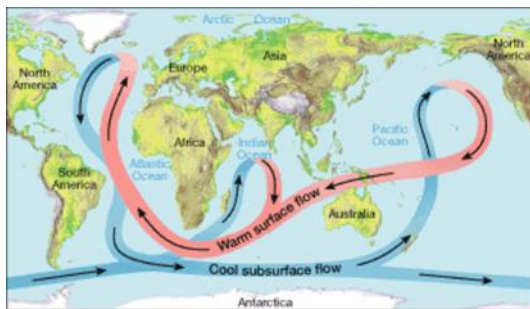 Arctic Ocean
North
America
Europe
Asia
North
America
Africa
Indian
Ocean
Pacific
Ocean
Atlantic
Ocean
South
America
Australia
Warm surface flow
Cool subsurface flow
Antarctica